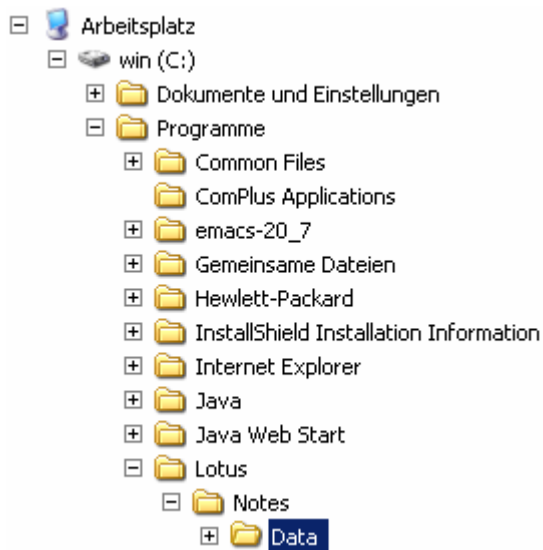 Arbeitsplatz
win (C:)
Dokumente und Einstellungen
Programme
Common Files
ComPlus Applications
emacs-20_7
Gemeinsame Dateien
Hewlett-Packard
InstallShield Installation Information
Internet Explorer
Java
Java Web Start
Lotus
Notes
Data